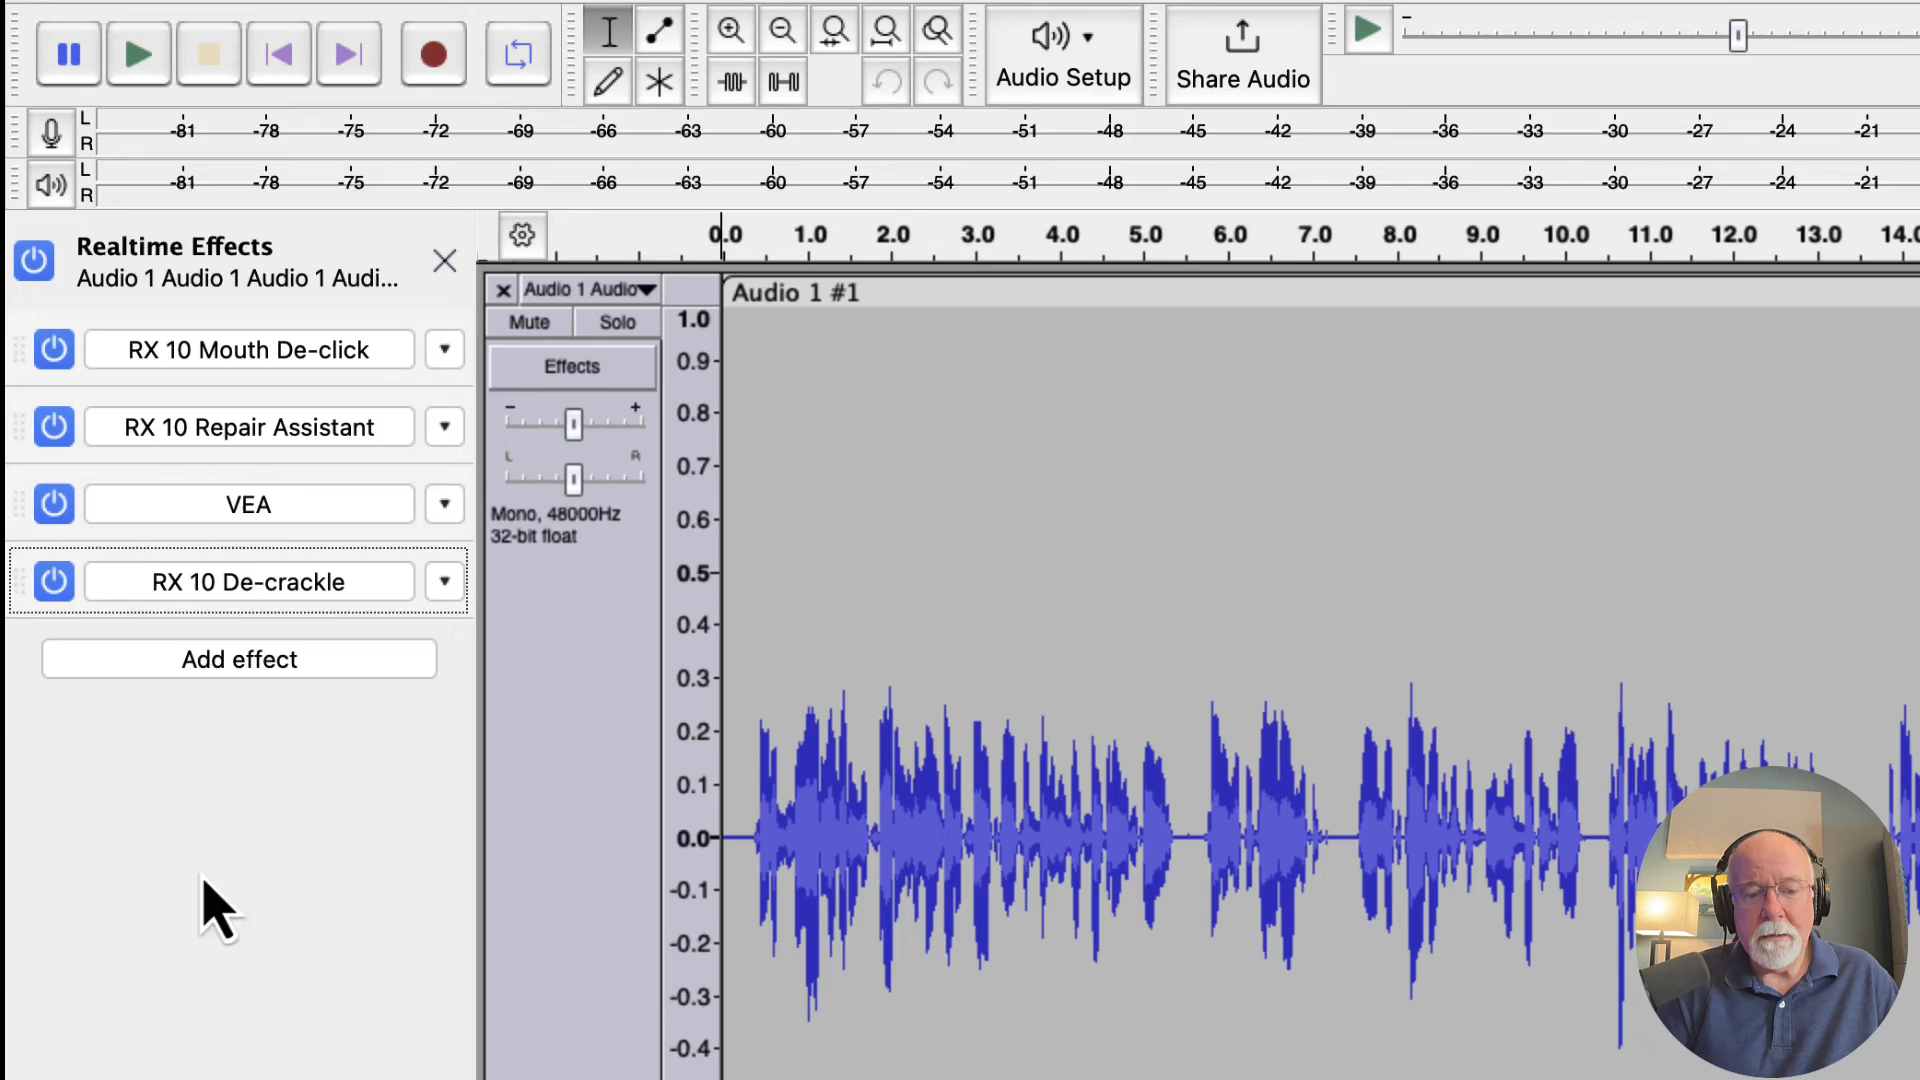 Audio Setup
Share Audio
L
R
-81 -78 -75 -72 -69 -66 -63 -60 -57 -54 -51 -48 -45 -42 -39 -36 -33 -30 -27 -24 -21
L
R
-81 -78 -75 -72 -69 -66 -63 -60 -57 -54 -51 -48 -45 -42 -39 -36 -33 -30 -27 -24 -21
Realtime Effects
Audio 1 Audio 1 Audio 1 Audi...
RX 10 Mouth De-click
RX 10 Repair Assistant
VEA
RX 10 De-crackle
Add effect
0.0 1.0 2.0 3.0 4.0 5.0 6.0 7.0 8.0 9.0 10.0 11.0 12.0 13.0 14.0
Audio 1 Audio
Mute Solo
Effects
- +
L R
Mono, 48000Hz
32-bit float
Audio 1 #1
1.0
0.9
0.8
0.7
0.6
0.5
0.4
0.3
0.2
0.1
0.0
-0.1
-0.2
-0.3
-0.4